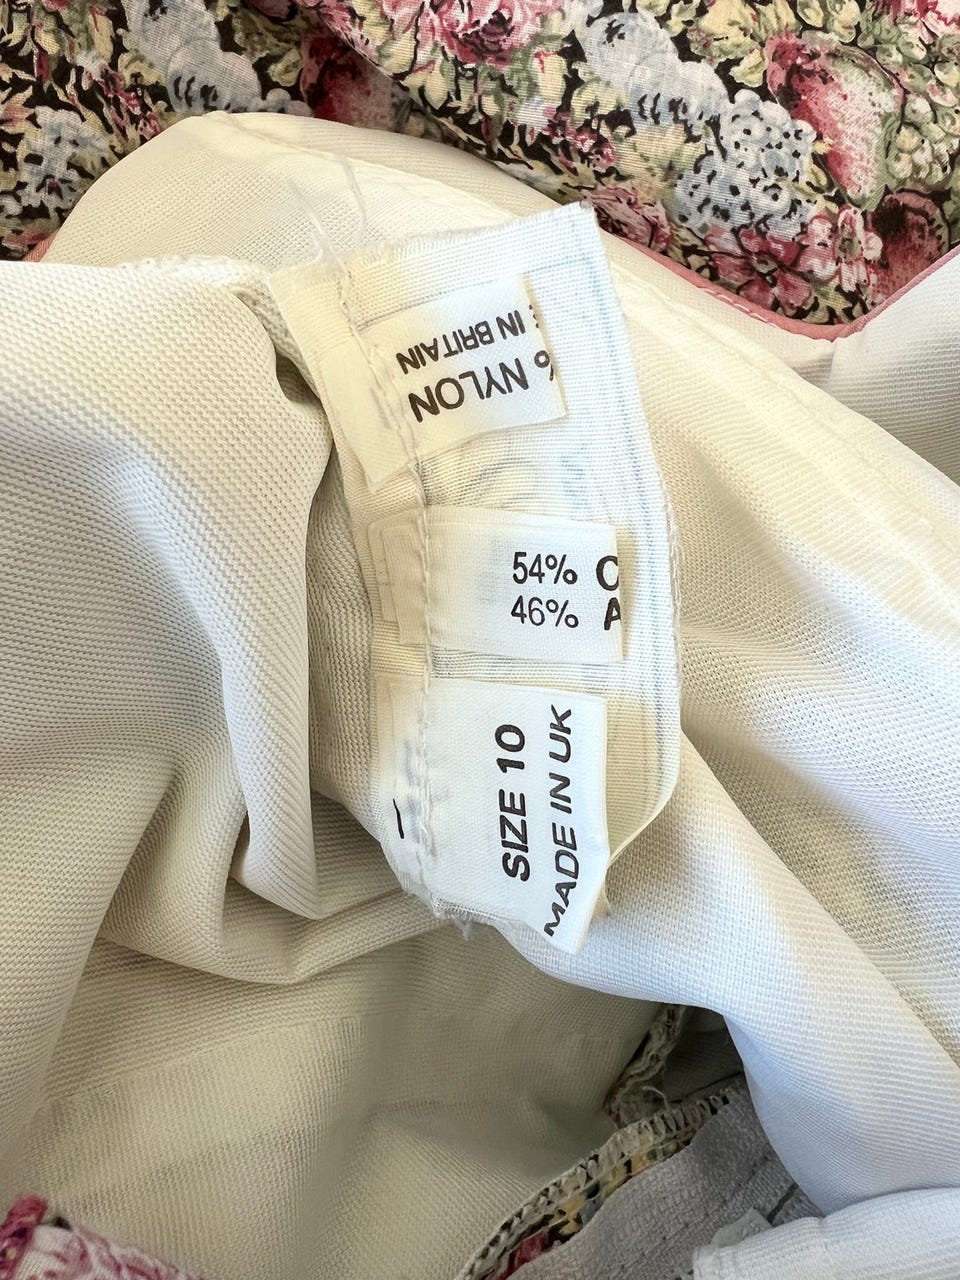 NYLON
IN BRITAIN
54%
46%
SIZE 10
MADE IN UK